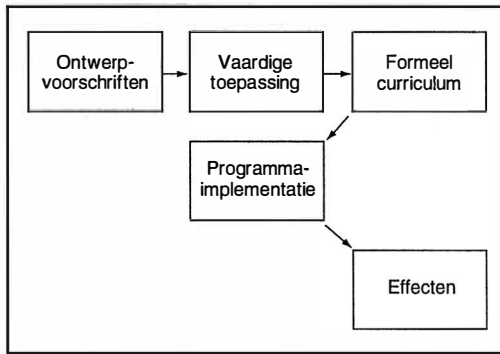 Ontwerp-
voorschriften
Vaardige
toepassing
Formeel
curriculum
Programma-
implementatie
Effecten